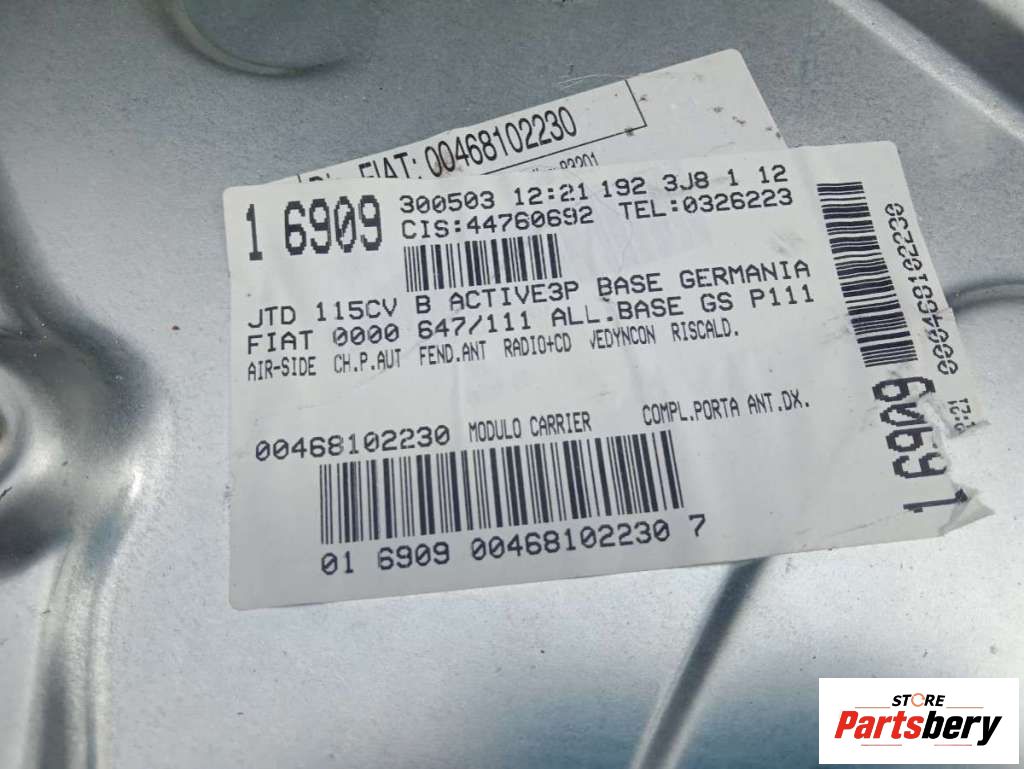 FIAT: 00468102230
93201
1 6909
300503 12:21 192 3J8 1 12
CIS:44760692 TEL:0326223
JTD 115CV B ACTIVE3P BASE GERMANIA
FIAT 0000 647/111 ALL.BASE GS P111
AIR-SIDE CH.P.AUT FEND.ANT RADIO+CD VEDYNCON RISCALD.
00468102230 MODULO CARRIER COMPL.PORTA ANT.DX.
01 6909 00468102230 7
1 6909
00468102230
STORE
Partsbery